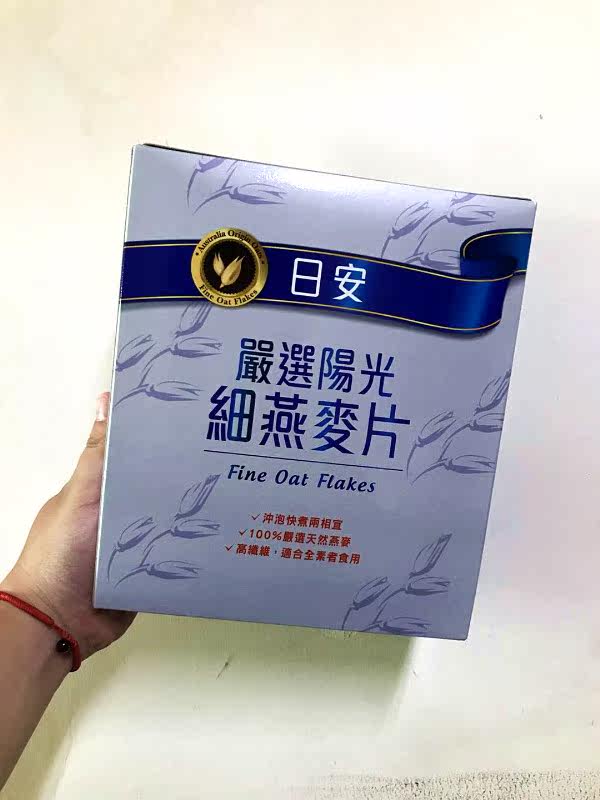 Australia Origin Oats
Fine Oat Flakes
日安
嚴選陽光
細燕麥片
Fine Oat Flakes
✓沖泡快煮兩相宜
✓100%嚴選天然燕麥
✓高纖維，適合全素者食用